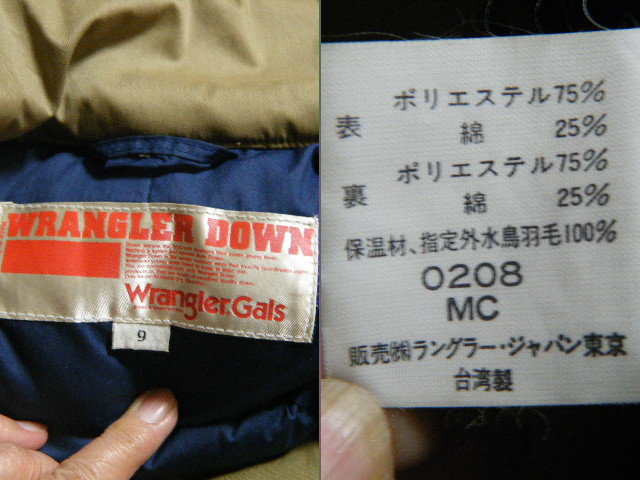 WRANGLER DOWN
Wrangler.Gals
9
表 ポリエステル75%
綿 25%
裏 ポリエステル75%
綿 25%
保温材、指定外水鳥羽毛100%
0208
MC
販売㈱ラングラー・ジャパン東京
台湾製